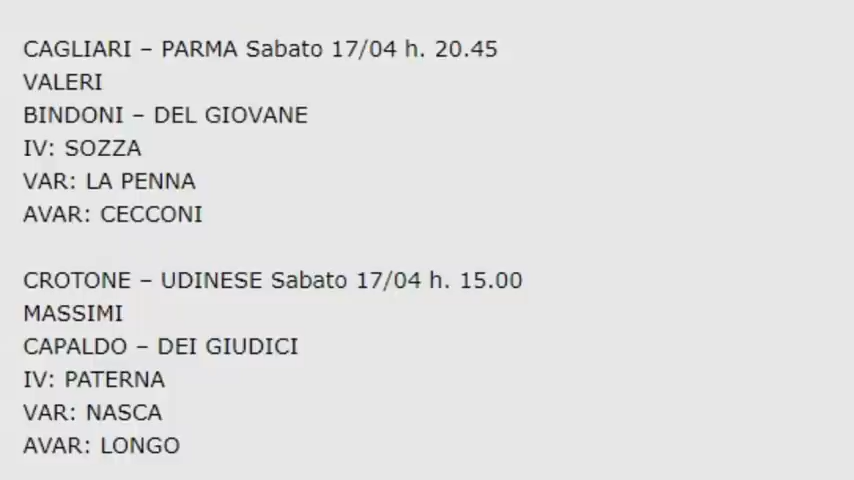 CAGLIARI – PARMA Sabato 17/04 h. 20.45
VALERI
BINDONI – DEL GIOVANE
IV: SOZZA
VAR: LA PENNA
AVAR: CECCONI
CROTONE – UDINESE Sabato 17/04 h. 15.00
MASSIMI
CAPALDO – DEI GIUDICI
IV: PATERNA
VAR: NASCA
AVAR: LONGO